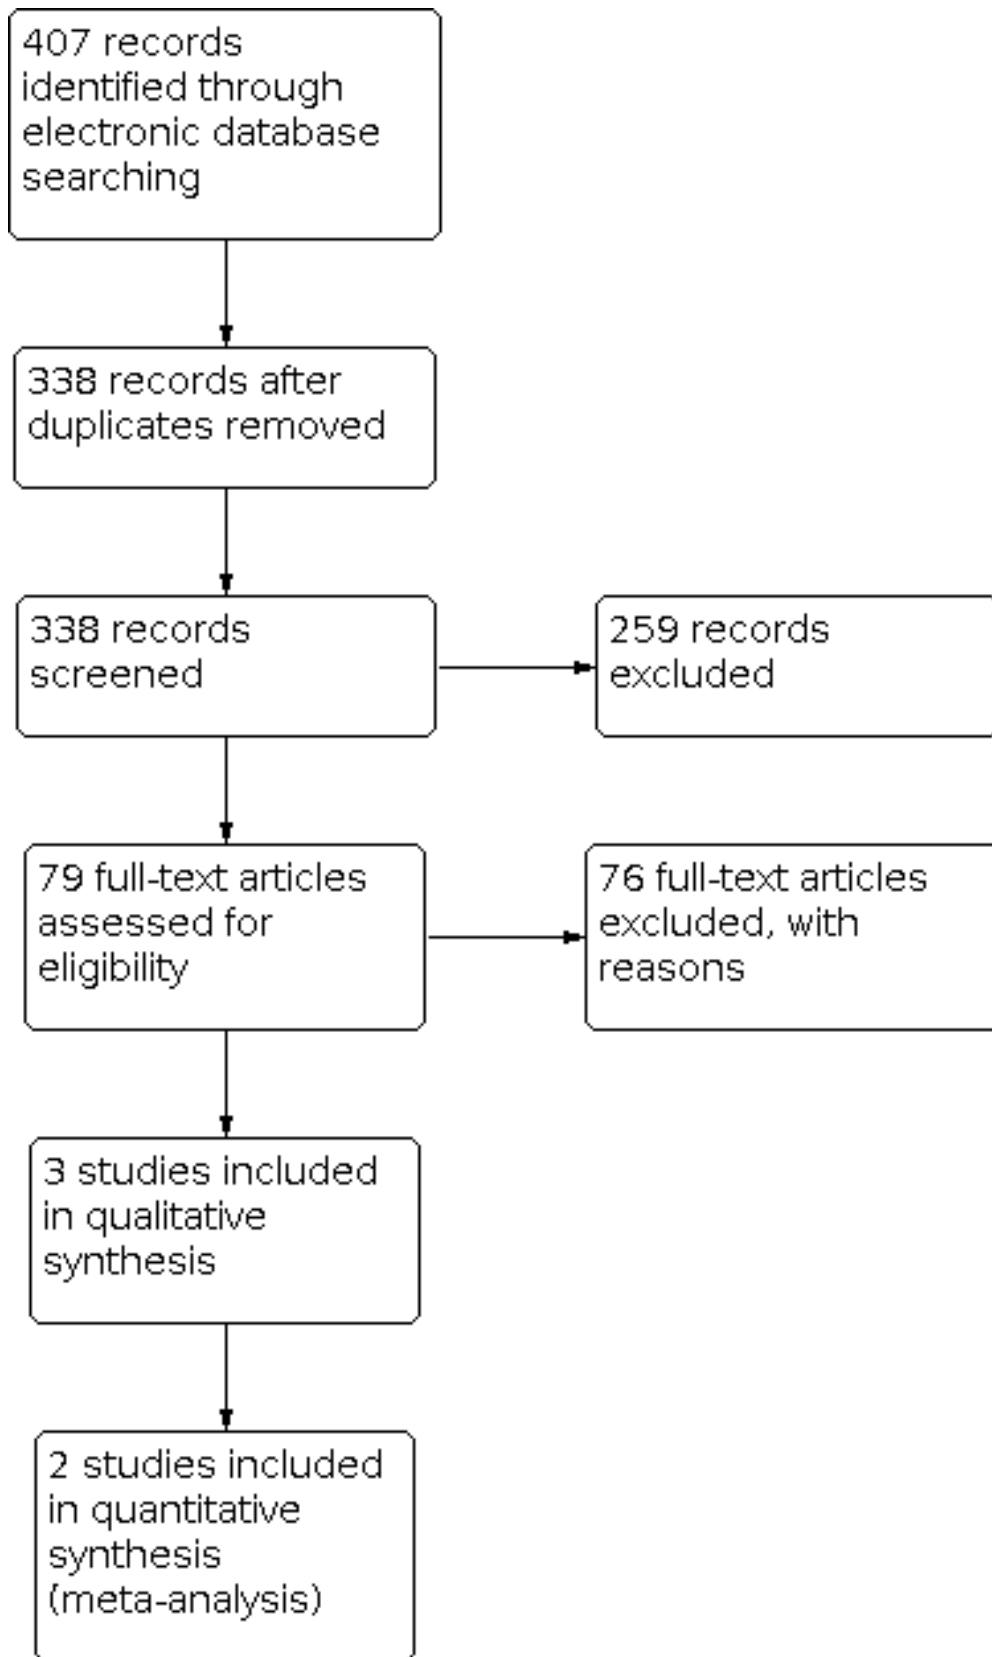 407 records
identified through
electronic database
searching
338 records after
duplicates removed
338 records
screened
259 records
excluded
79 full-text articles
assessed for
eligibility
76 full-text articles
excluded, with
reasons
3 studies included
in qualitative
synthesis
2 studies included
in quantitative
synthesis
(meta-analysis)